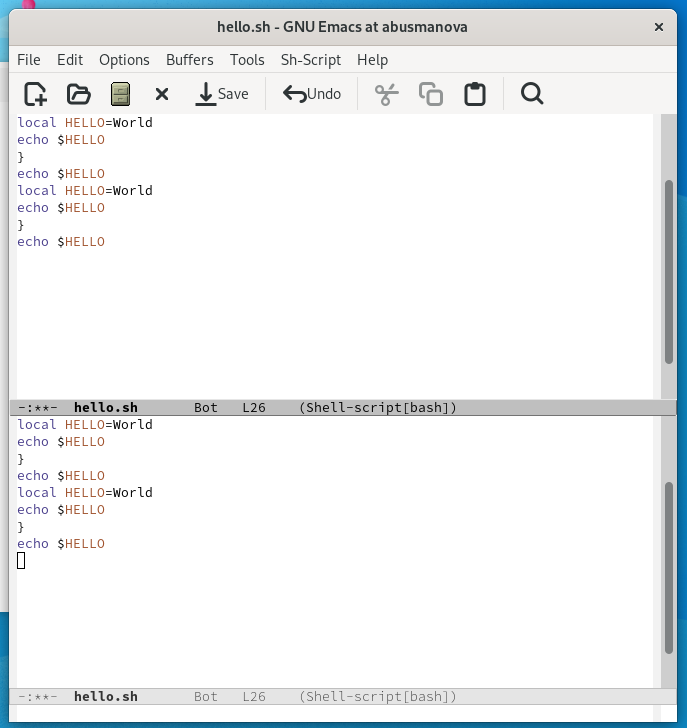 hello.sh - GNU Emacs at abusmanova
File Edit Options Buffers Tools Sh-Script Help
Save Undo
local HELLO=World
echo $HELLO
}
echo $HELLO
local HELLO=World
echo $HELLO
}
echo $HELLO
-:**-  hello.sh       Bot   L26    (Shell-script[bash])
local HELLO=World
echo $HELLO
}
echo $HELLO
local HELLO=World
echo $HELLO
}
echo $HELLO
-:**-  hello.sh       Bot   L26    (Shell-script[bash])